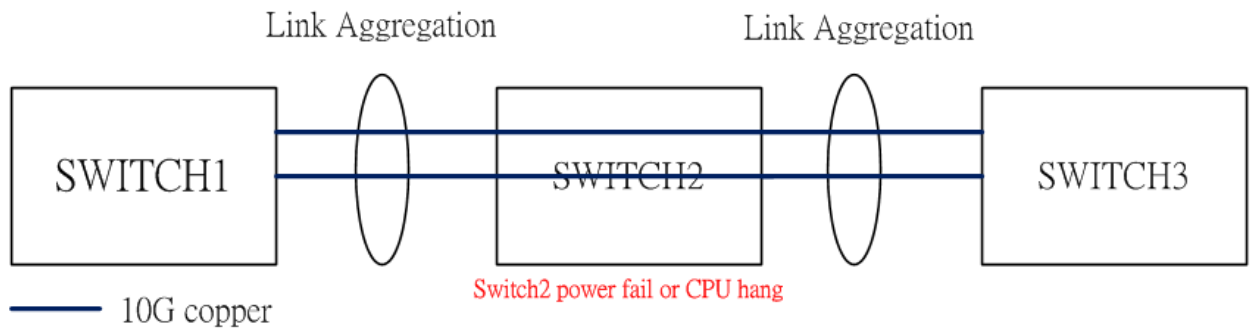 Link Aggregation
Link Aggregation
SWITCH1
SWITCH2
SWITCH3
Switch2 power fail or CPU hang
10G copper